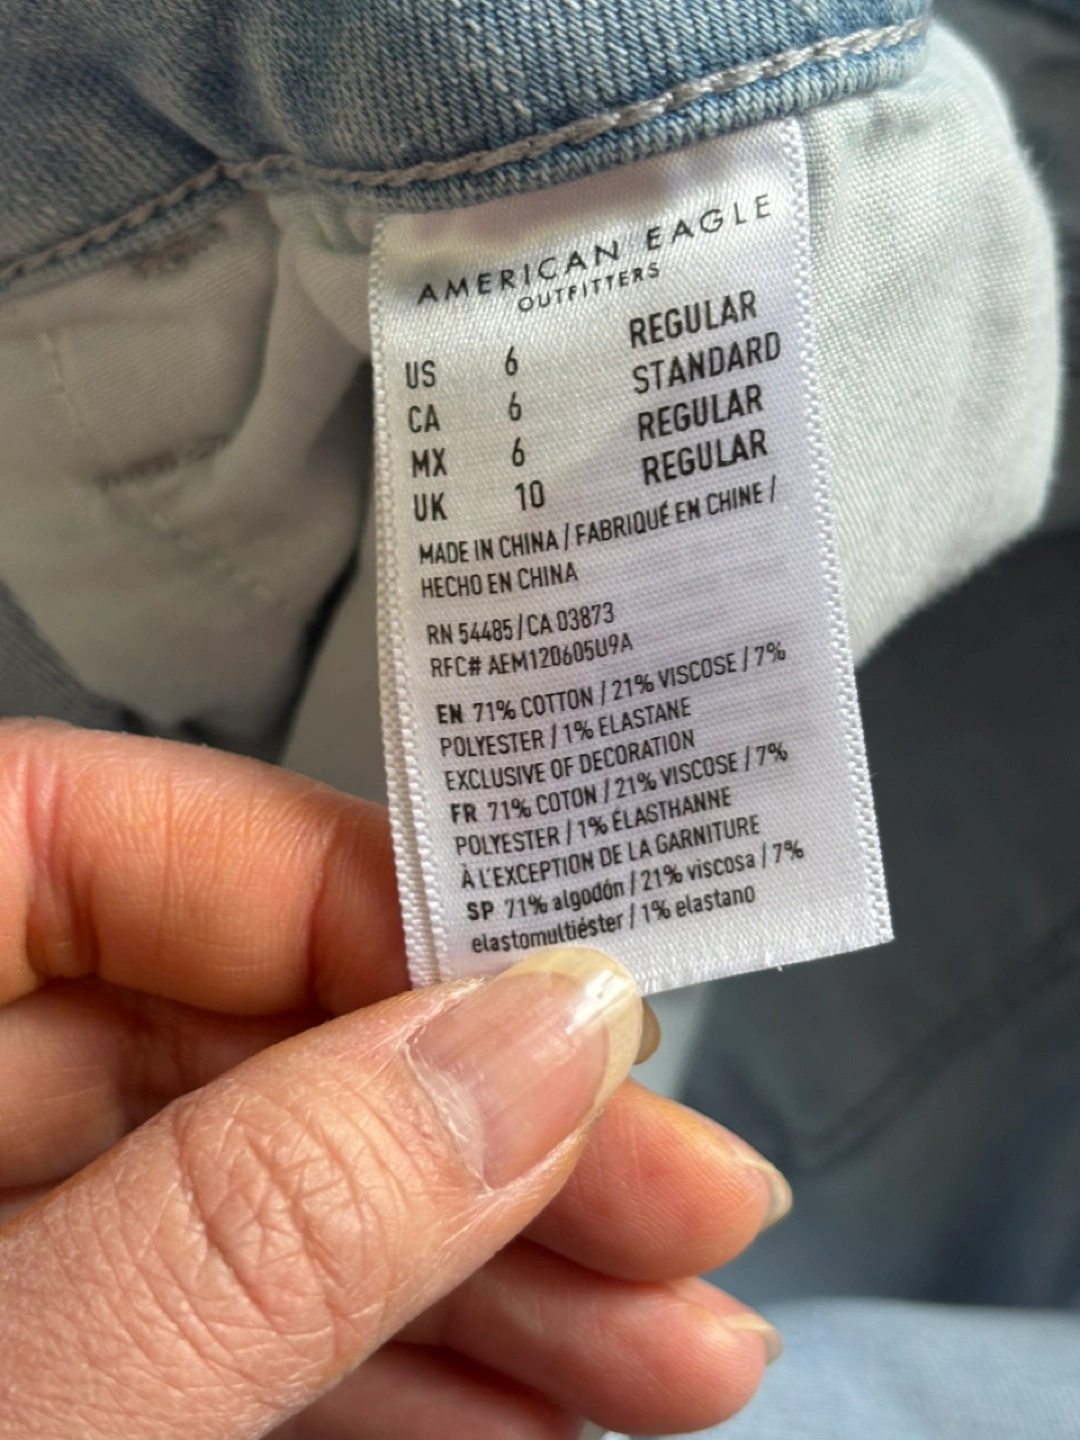 AMERICAN EAGLE
OUTFITTERS
US 6 REGULAR
CA 6 STANDARD
MX 6 REGULAR
UK 10 REGULAR
MADE IN CHINA / FABRIQUÉ EN CHINE /
HECHO EN CHINA
RN 54485 / CA 03873
RFC# AEM120605U9A
EN 71% COTTON / 21% VISCOSE / 7%
POLYESTER / 1% ELASTANE
EXCLUSIVE OF DECORATION
FR 71% COTON / 21% VISCOSE / 7%
POLYESTER / 1% ÉLASTHANNE
À L'EXCEPTION DE LA GARNITURE
SP 71% algodón / 21% viscosa / 7%
elastomultiéster / 1% elastano